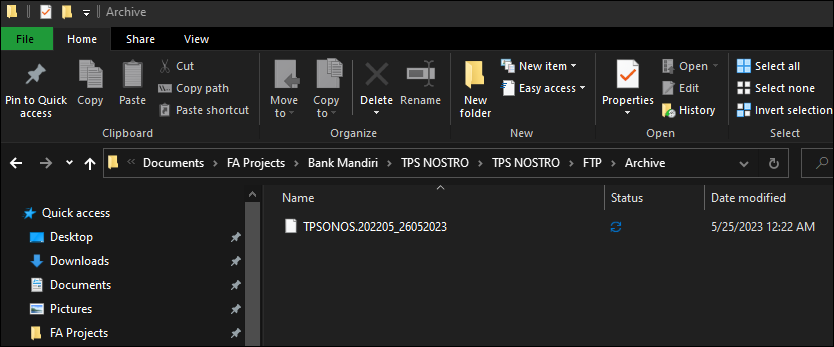 Archive
File Home Share View
Pin to Quick access
Copy
Paste
Cut
Copy path
Paste shortcut
Clipboard
Move to
Copy to
Delete
Rename
Organize
New folder
New item
Easy access
New
Properties
Open
Edit
History
Open
Select all
Select none
Invert selection
Select
« Documents > FA Projects > Bank Mandiri > TPS NOSTRO > TPS NOSTRO > FTP > Archive
Name Status Date modified
TPSONOS.202205_26052023 5/25/2023 12:22 AM
Quick access
Desktop
Downloads
Documents
Pictures
FA Projects